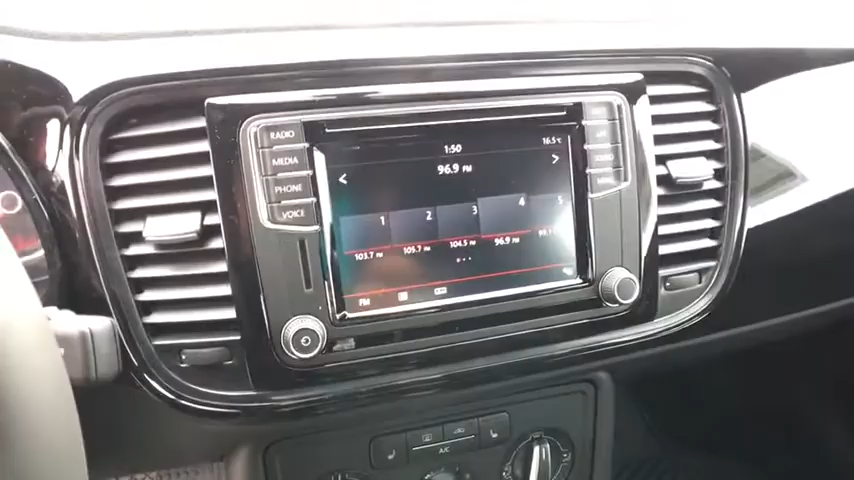 RADIO
MEDIA
PHONE
VOICE
1:50
16.5°C
96.9 FM
1 2 3 4 5
103.7 FM 105.7 FM 104.5 FM 96.9 FM
FM
SOUND
A/C